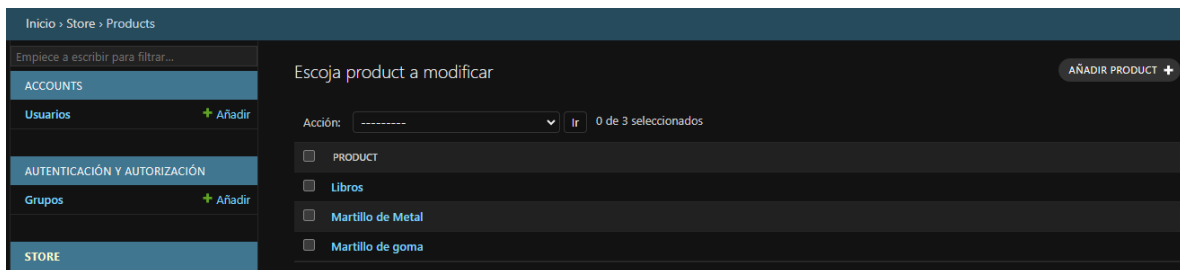 Inicio › Store › Products
Empiece a escribir para filtrar...
ACCOUNTS
Usuarios + Añadir
AUTENTICACIÓN Y AUTORIZACIÓN
Grupos + Añadir
STORE
Escoja product a modificar
AÑADIR PRODUCT +
Acción: --------- Ir 0 de 3 seleccionados
PRODUCT
Libros
Martillo de Metal
Martillo de goma